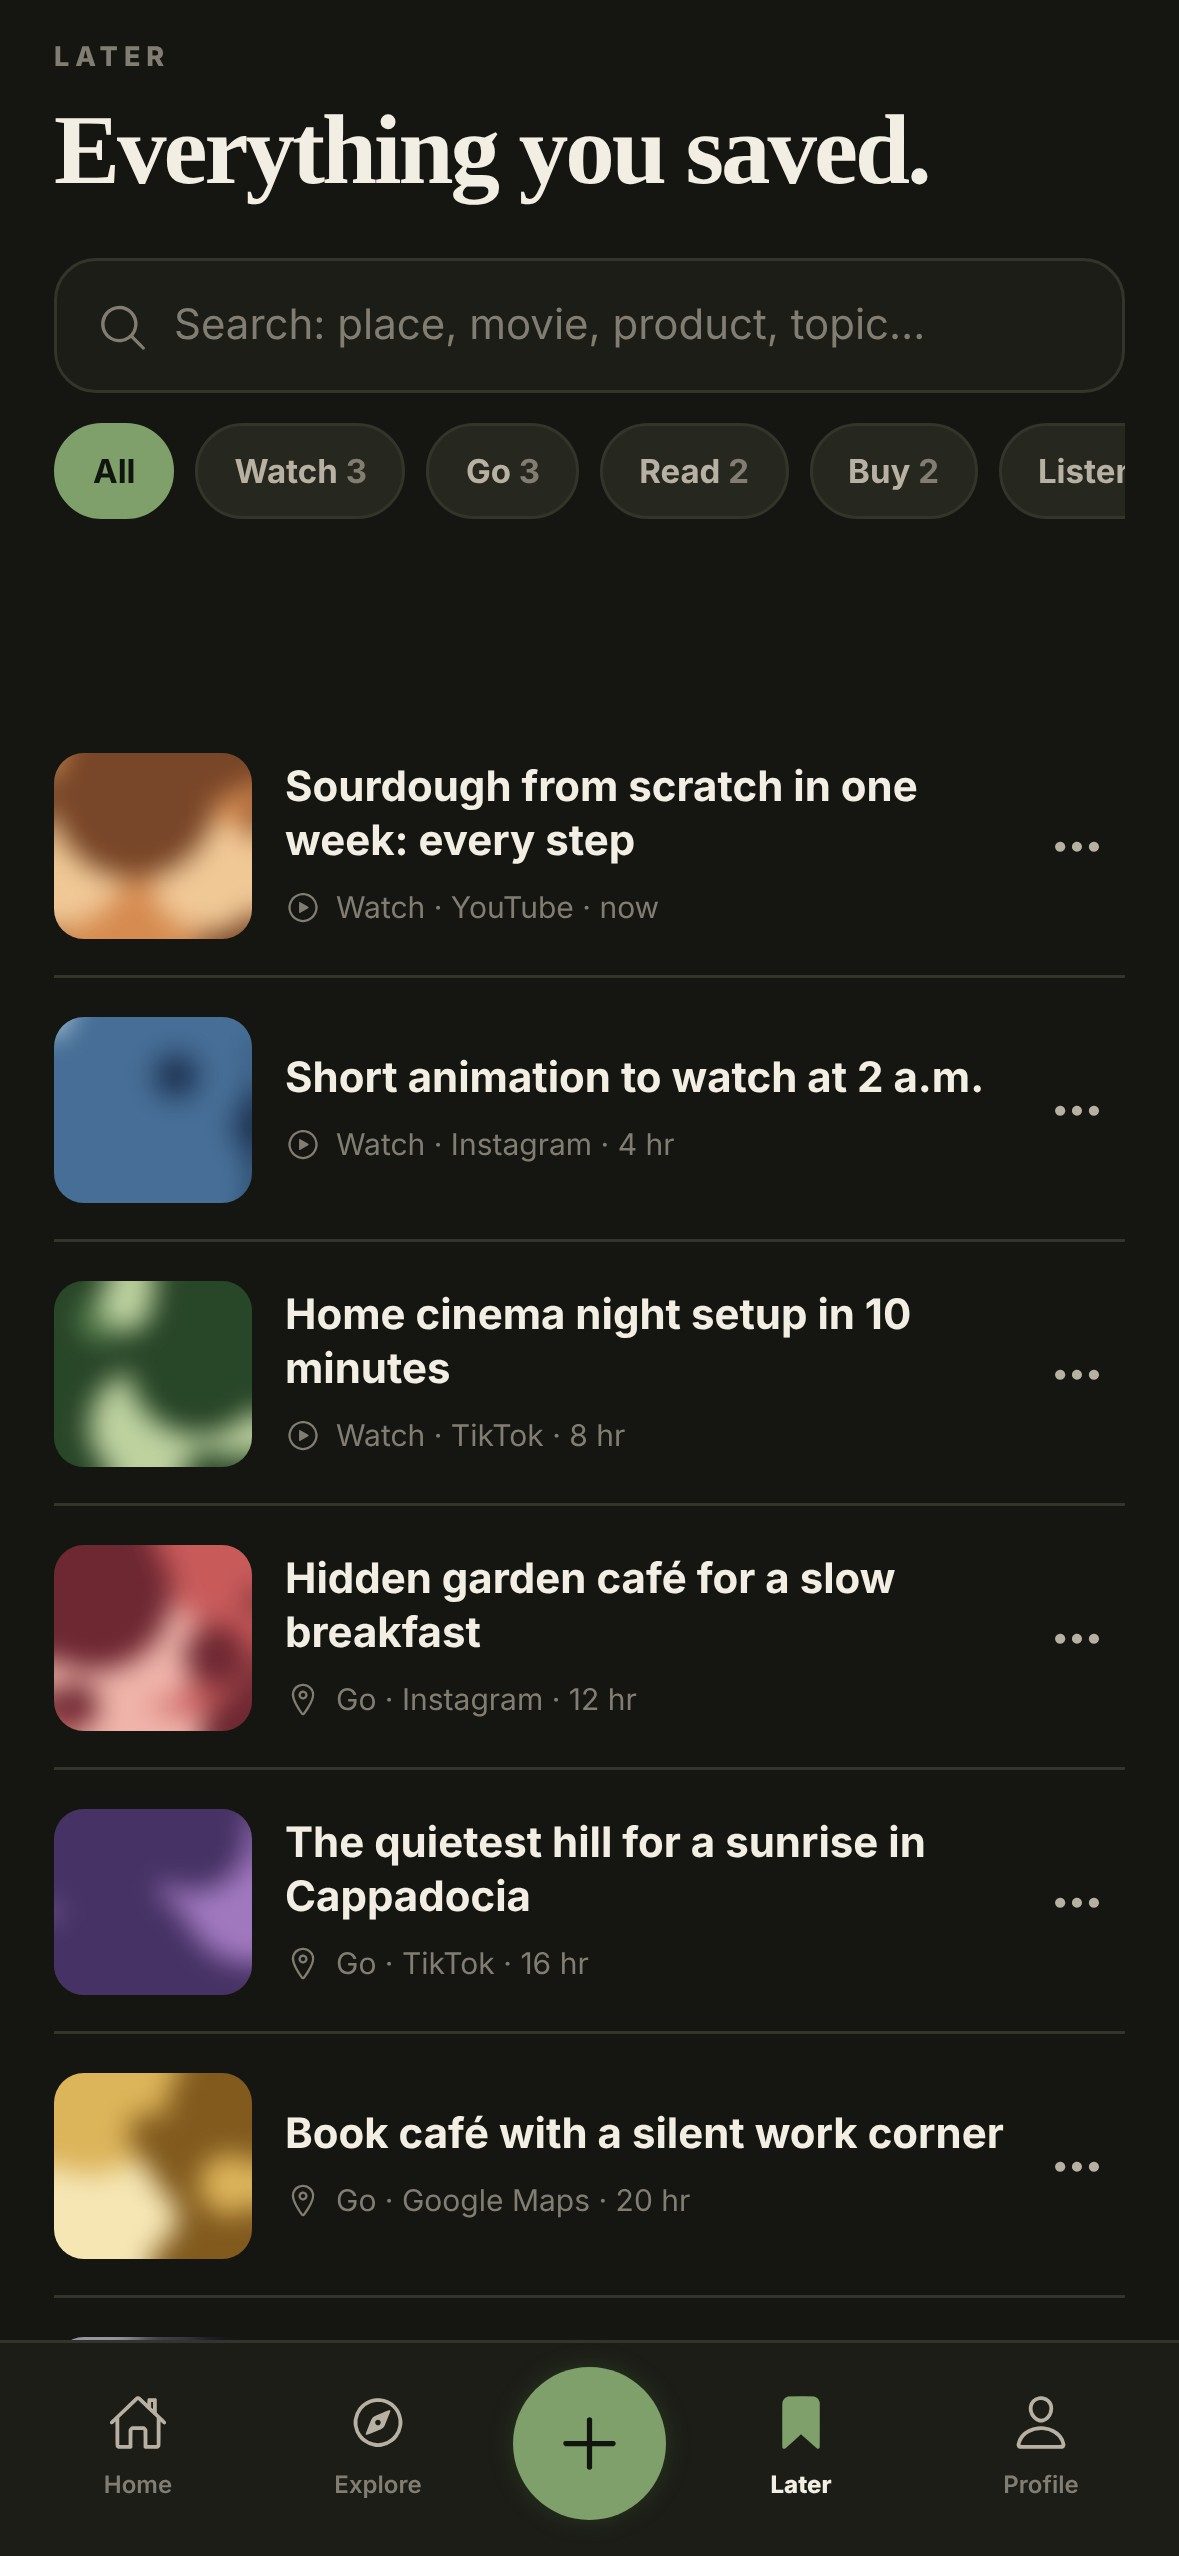 LATER
Everything you saved.
Search: place, movie, product, topic...
All
Watch 3
Go 3
Read 2
Buy 2
Sourdough from scratch in one
week: every step
Watch · YouTube · now
Short animation to watch at 2 a.m.
Watch · Instagram · 4 hr
Home cinema night setup in 10
minutes
Watch · TikTok · 8 hr
Hidden garden café for a slow
breakfast
Go · Instagram · 12 hr
The quietest hill for a sunrise in
Cappadocia
Go · TikTok · 16 hr
Book café with a silent work corner
Go · Google Maps · 20 hr
Home
Explore
Later
Profile